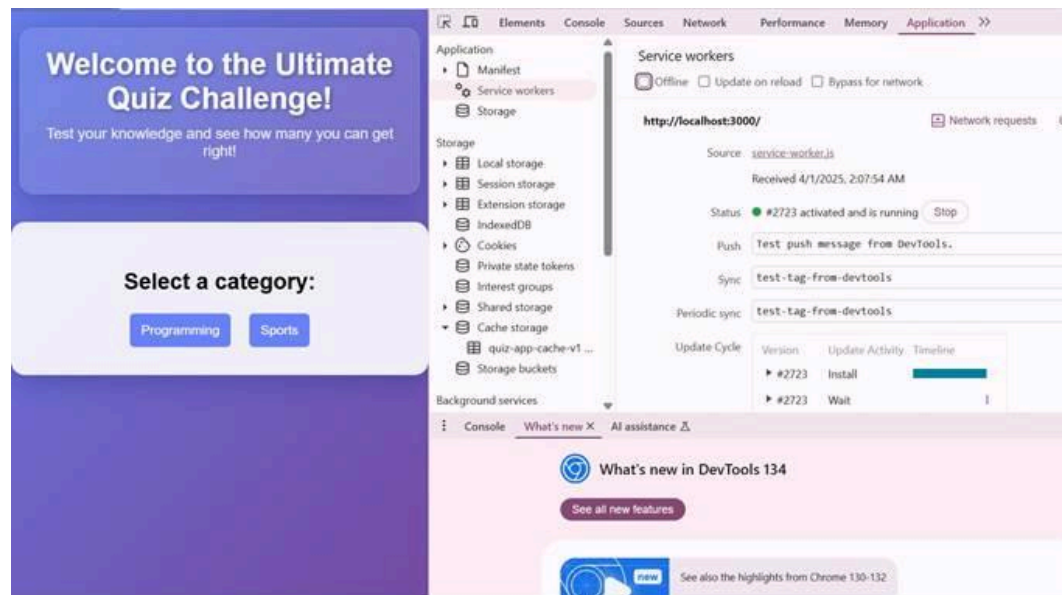 Welcome to the Ultimate
Quiz Challenge!
Test your knowledge and see how many you can get
right!
Select a category:
Programming Sports
Elements Console Sources Network Performance Memory Application
Application
Manifest
Service workers
Storage
Storage
Local storage
Session storage
Extension storage
IndexedDB
Cookies
Private state tokens
Interest groups
Shared storage
Cache storage
quiz-app-cache-v1 ...
Storage buckets
Background services
Service workers
Offline Update on reload Bypass for network
http://localhost:3000/ Network requests
Source service-worker.js
Received 4/1/2025, 2:07:54 AM
Status #2723 activated and is running Stop
Push Test push message from DevTools.
Sync test-tag-from-devtools
Periodic sync test-tag-from-devtools
Update Cycle Version Update Activity Timeline
#2723 Install
#2723 Wait
Console What's new AI assistance
What's new in DevTools 134
See all new features
new See also the highlights from Chrome 130-132